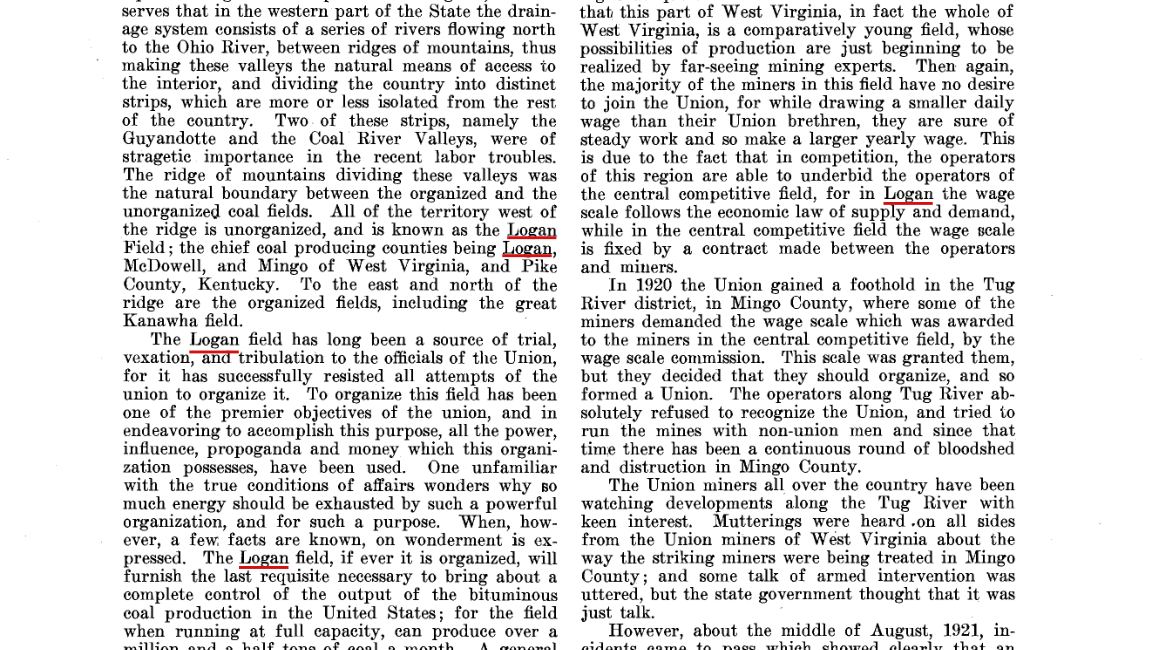 serves that in the western part of the State the drain-
age system consists of a series of rivers flowing north
to the Ohio River, between ridges of mountains, thus
making these valleys the natural means of access to
the interior, and dividing the country into distinct
strips, which are more or less isolated from the rest
of the country. Two of these strips, namely the
Guyandotte and the Coal River Valleys, were of
stragetic importance in the recent labor troubles.
The ridge of mountains dividing these valleys was
the natural boundary between the organized and the
unorganized coal fields. All of the territory west of
the ridge is unorganized, and is known as the Logan
Field; the chief coal producing counties being Logan,
McDowell, and Mingo of West Virginia, and Pike
County, Kentucky. To the east and north of the
ridge are the organized fields, including the great
Kanawha field.
The Logan field has long been a source of trial,
vexation, and tribulation to the officials of the Union,
for it has successfully resisted all attempts of the
union to organize it. To organize this field has been
one of the premier objectives of the union, and in
endeavoring to accomplish this purpose, all the power,
influence, propoganda and money which this organi-
zation possesses, have been used. One unfamiliar
with the true conditions of affairs wonders why so
much energy should be exhausted by such a powerful
organization, and for such a purpose. When, how-
ever, a few facts are known, on wonderment is ex-
pressed. The Logan field, if ever it is organized, will
furnish the last requisite necessary to bring about a
complete control of the output of the bituminous
coal production in the United States; for the field
when running at full capacity, can produce over a
million and a half tons of coal a month. A general
that this part of West Virginia, in fact the whole of
West Virginia, is a comparatively young field, whose
possibilities of production are just beginning to be
realized by far-seeing mining experts. Then again,
the majority of the miners in this field have no desire
to join the Union, for while drawing a smaller daily
wage than their Union brethren, they are sure of
steady work and so make a larger yearly wage. This
is due to the fact that in competition, the operators
of this region are able to underbid the operators of
the central competitive field, for in Logan the wage
scale follows the economic law of supply and demand,
while in the central competitive field the wage scale
is fixed by a contract made between the operators
and miners.
In 1920 the Union gained a foothold in the Tug
River district, in Mingo County, where some of the
miners demanded the wage scale which was awarded
to the miners in the central competitive field, by the
wage scale commission. This scale was granted them,
but they decided that they should organize, and so
formed a Union. The operators along Tug River ab-
solutely refused to recognize the Union, and tried to
run the mines with non-union men and since that
time there has been a continuous round of bloodshed
and distruction in Mingo County.
The Union miners all over the country have been
watching developments along the Tug River with
keen interest. Mutterings were heard on all sides
from the Union miners of West Virginia about the
way the striking miners were being treated in Mingo
County; and some talk of armed intervention was
uttered, but the state government thought that it was
just talk.
However, about the middle of August, 1921, in-
cidents came to pass which showed clearly that an